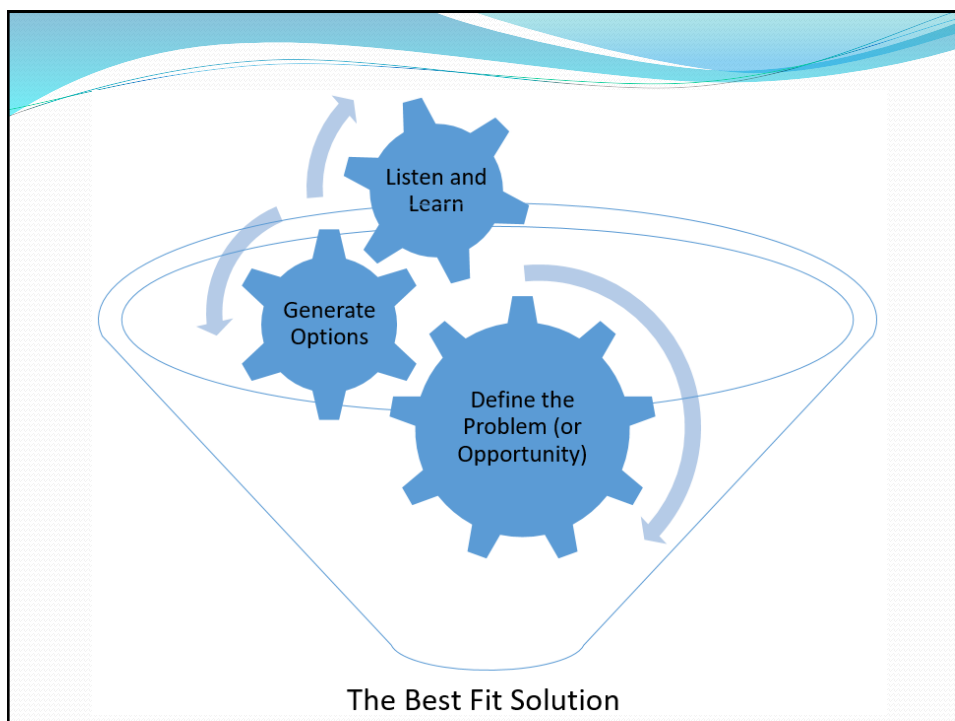 Listen and
Learn
Generate
Options
Define the
Problem (or
Opportunity)
The Best Fit Solution